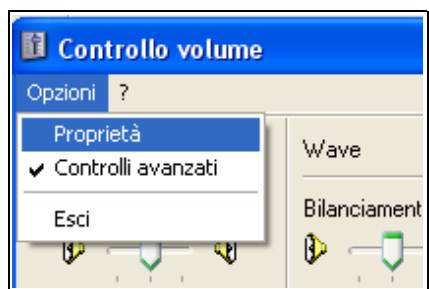 Controllo volume
Opzioni ?
Proprietà
Controlli avanzati
Esci
Wave
Bilanciament